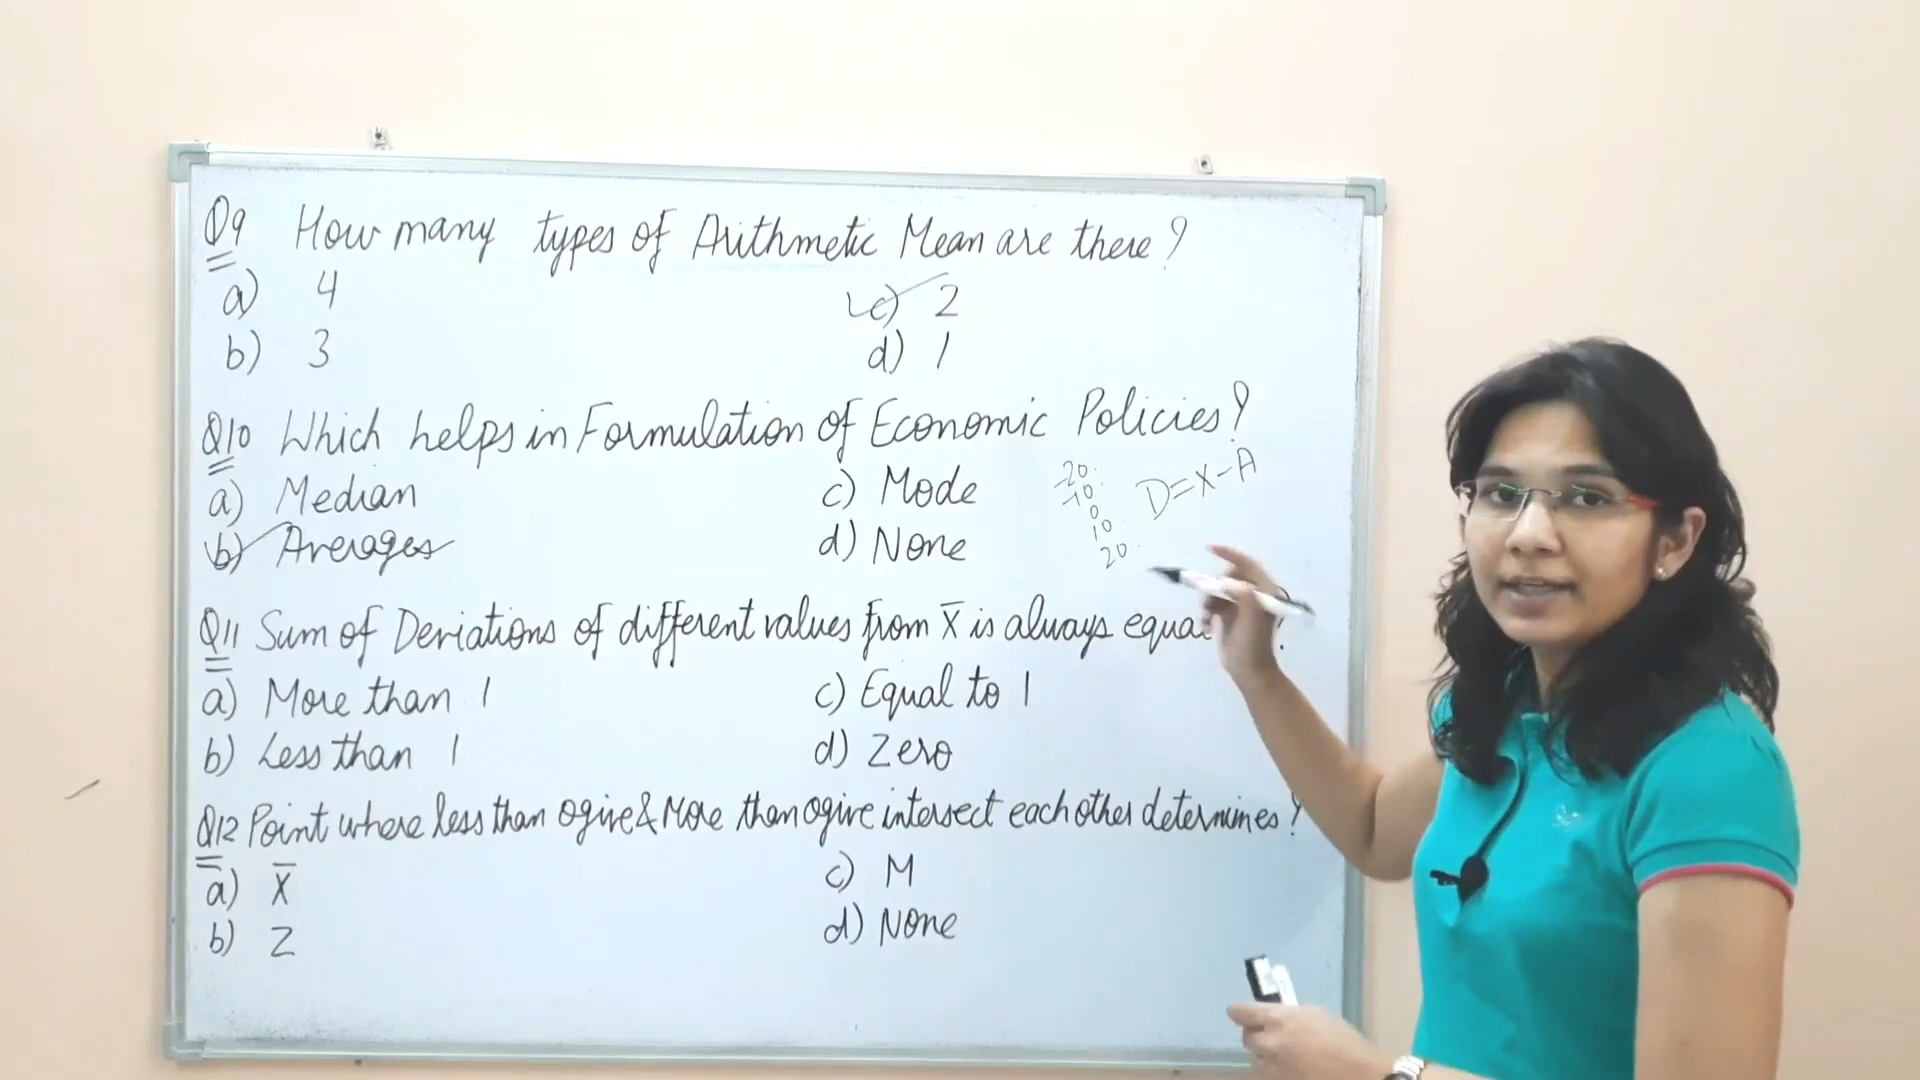 Q9 How many types of Arithmetic Mean are there?
a) 4
c) 2
b) 3
d) 1
Q10 Which helps in Formulation of Economic Policies?
a) Median
c) Mode
b) Averages
d) None
-20
-10
0
10
20
D=X-A
Q11 Sum of Deviations of different values from X̄ is always equal ?
a) More than 1
c) Equal to 1
b) Less than 1
d) Zero
Q12 Point where less than ogive & More than ogive intersect each other determines?
a) X̄
c) M
b) Z
d) None